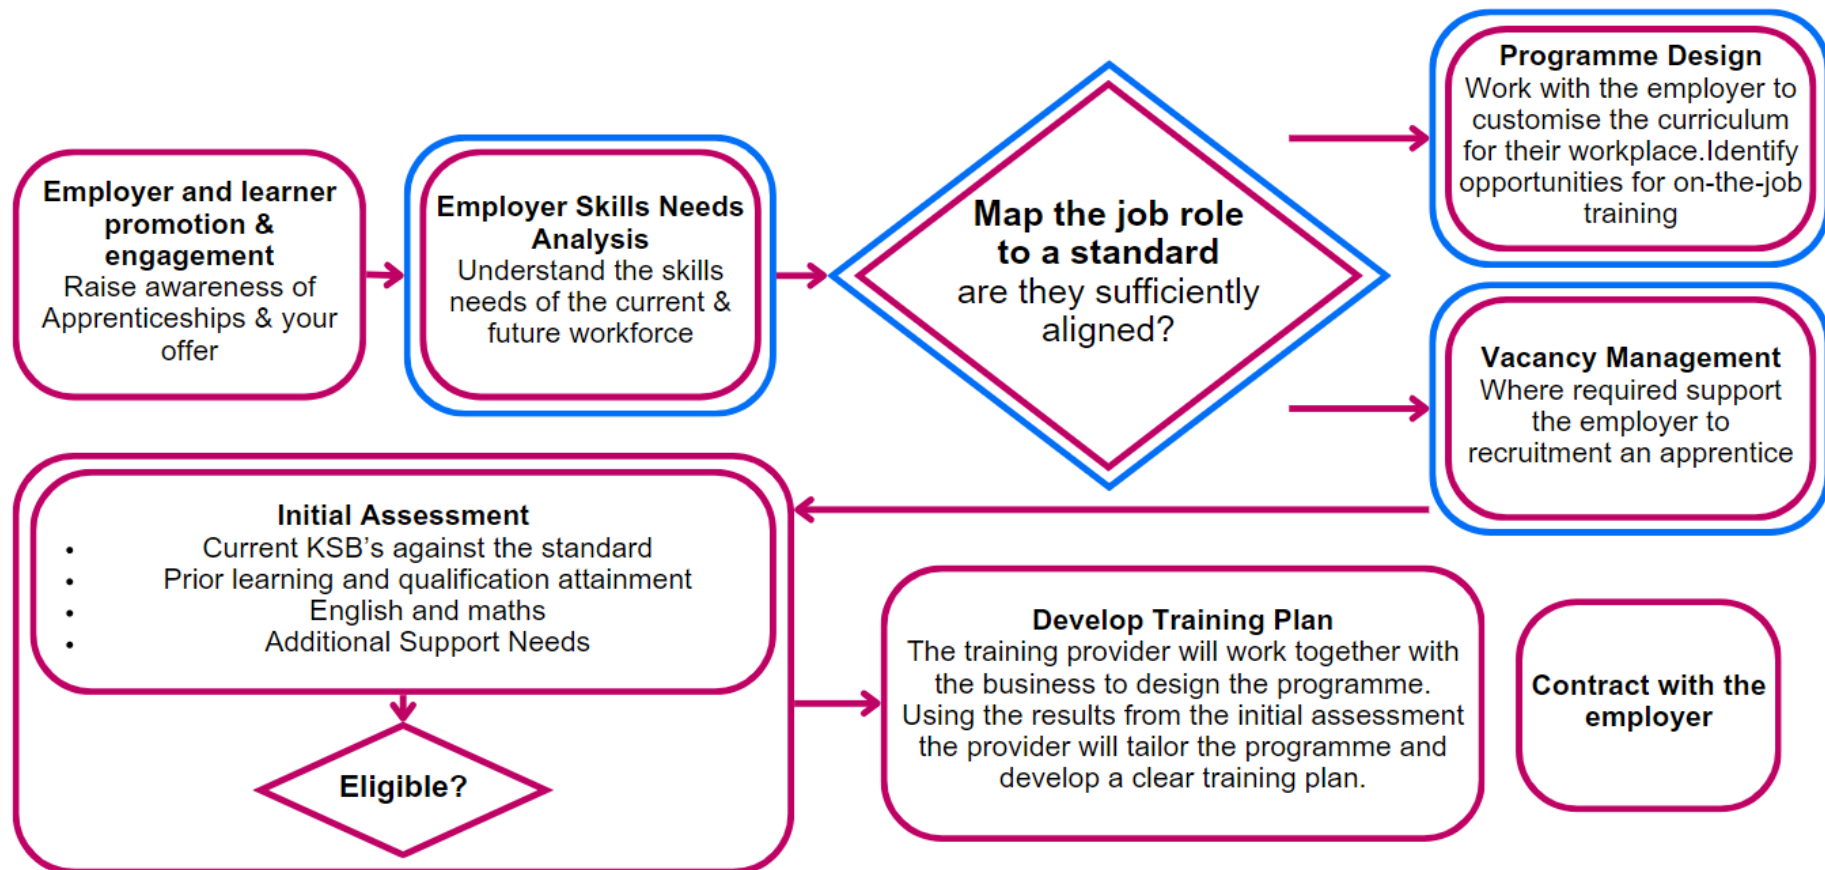 Employer and learner
promotion &
engagement
Raise awareness of
Apprenticeships & your
offer
Employer Skills Needs
Analysis
Understand the skills
needs of the current &
future workforce
Map the job role
to a standard
are they sufficiently
aligned?
Programme Design
Work with the employer to
customise the curriculum
for their workplace.Identify
opportunities for on-the-job
training
Vacancy Management
Where required support
the employer to
recruitment an apprentice
Initial Assessment
• Current KSB's against the standard
• Prior learning and qualification attainment
• English and maths
• Additional Support Needs
Eligible?
Develop Training Plan
The training provider will work together with
the business to design the programme.
Using the results from the initial assessment
the provider will tailor the programme and
develop a clear training plan.
Contract with the
employer